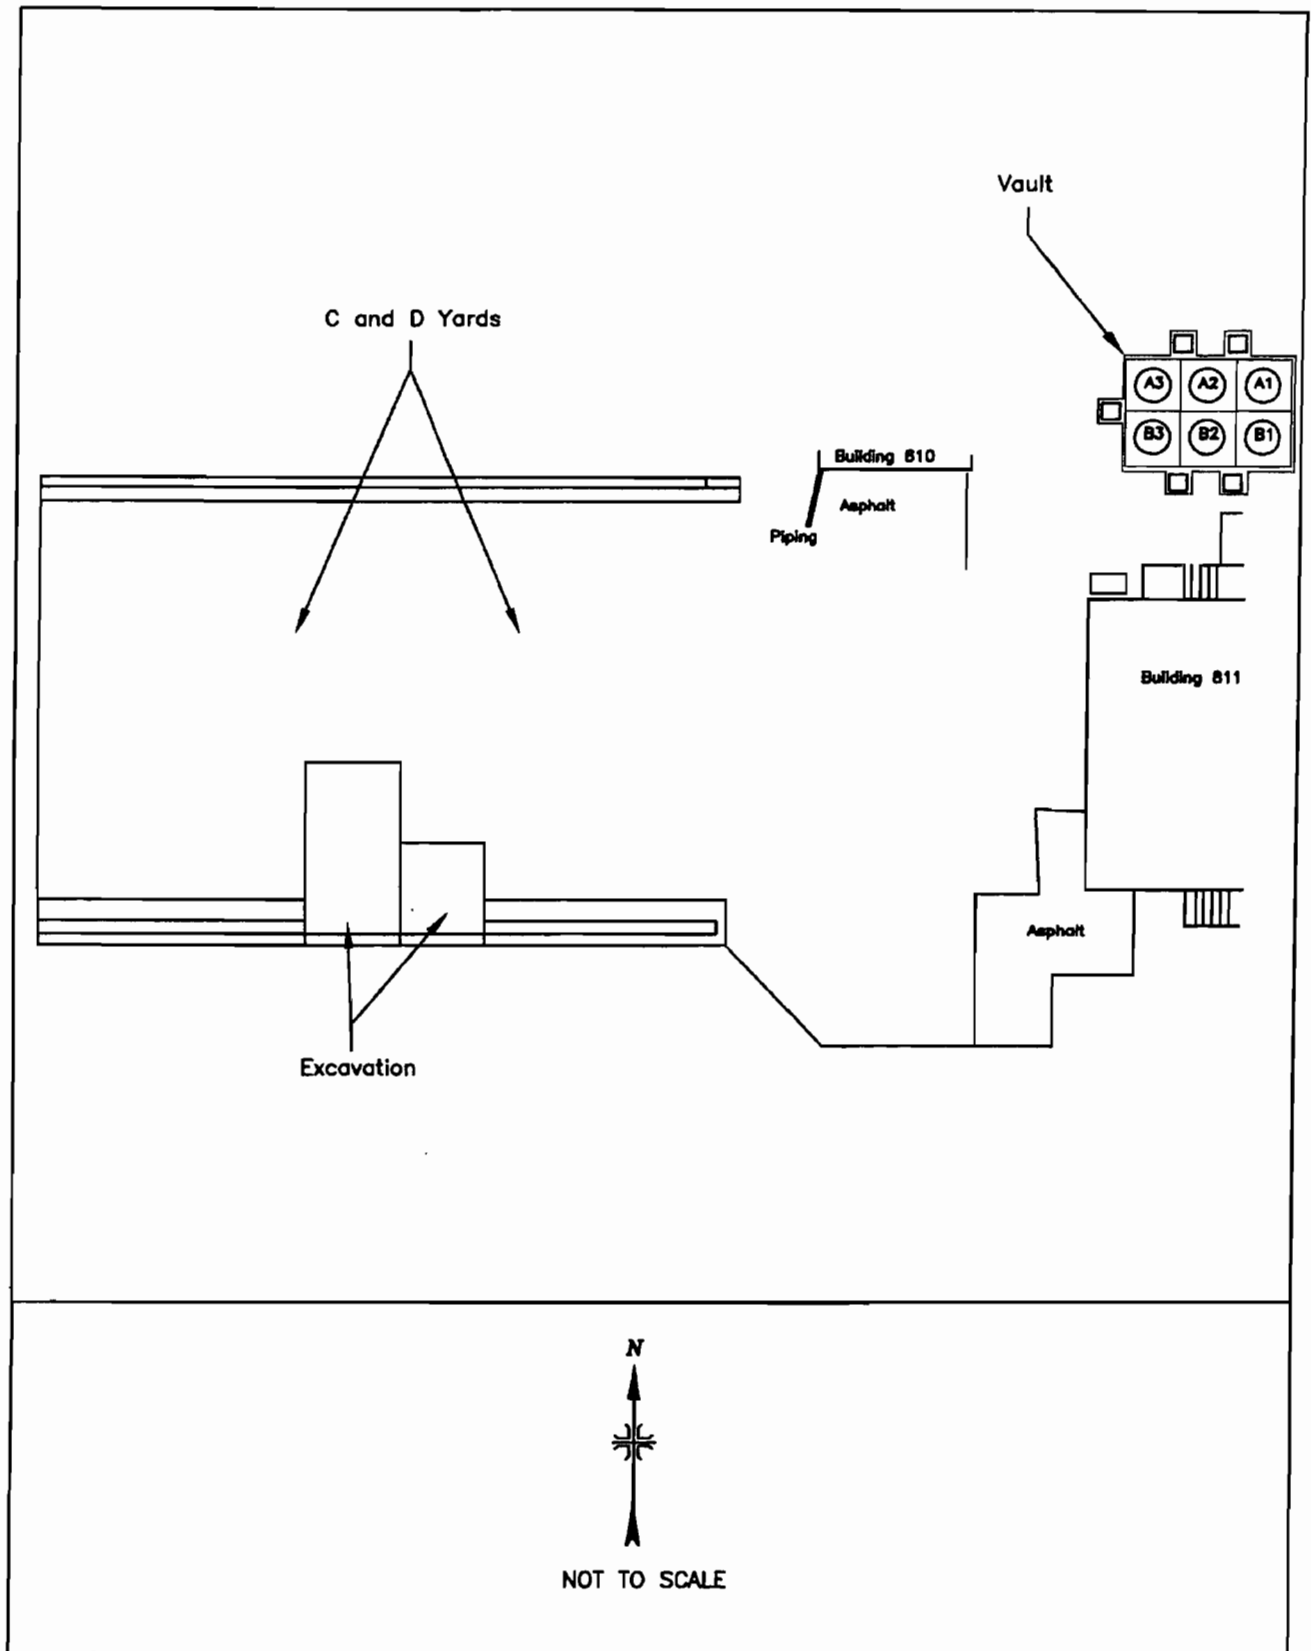 Vault
C and D Yards
A3 A2 A1
B3 B2 B1
Building 810
Asphalt
Piping
Building 811
Asphalt
Excavation
N
NOT TO SCALE